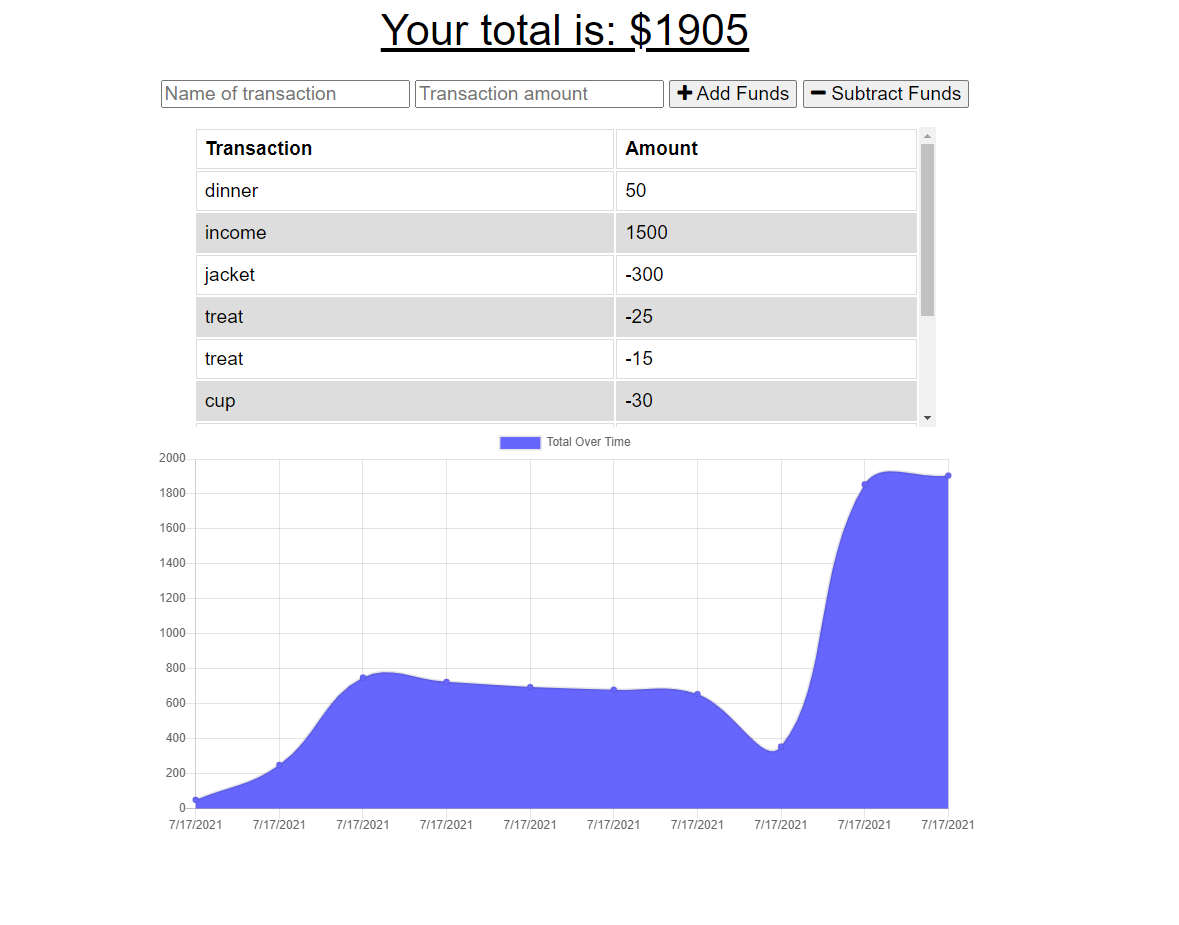 Your total is: $1905
Name of transaction Transaction amount + Add Funds − Subtract Funds
Transaction Amount
dinner 50
income 1500
jacket -300
treat -25
treat -15
cup -30
Total Over Time
2000
1800
1600
1400
1200
1000
800
600
400
200
0
7/17/2021 7/17/2021 7/17/2021 7/17/2021 7/17/2021 7/17/2021 7/17/2021 7/17/2021 7/17/2021 7/17/2021